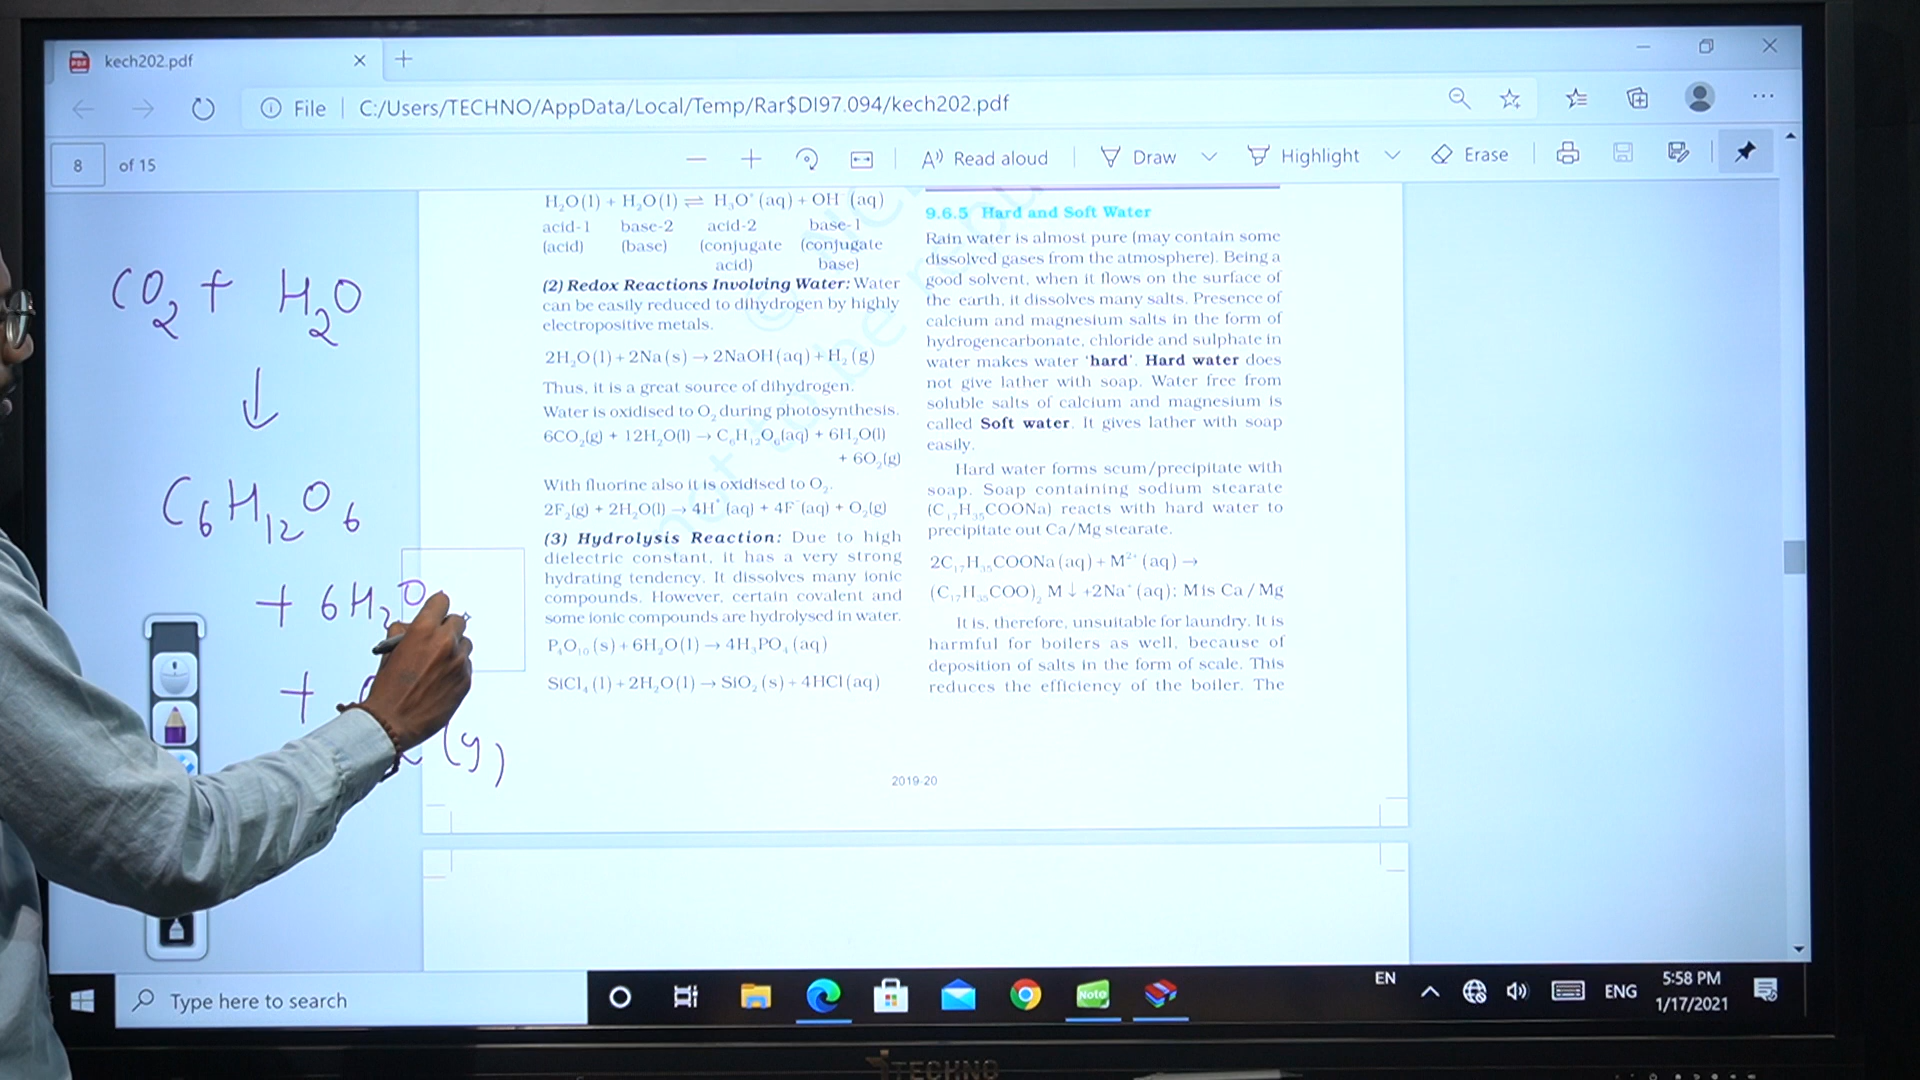 kech202.pdf
File C:/Users/TECHNO/AppData/Local/Temp/Rar$DI97.094/kech202.pdf
8 of 15
Read aloud Draw Highlight Erase
CO2 + H2O
↓
C6H12O6
+ 6H2O
+
(g)
H₂O(l) + H₂O(l) ⇌ H₃O⁺ (aq) + OH⁻ (aq)
acid-1 base-2 acid-2 base-1
(acid) (base) (conjugate (conjugate
acid) base)
(2) Redox Reactions Involving Water: Water
can be easily reduced to dihydrogen by highly
electropositive metals.
2H₂O(l) + 2Na(s) → 2NaOH(aq) + H₂(g)
Thus, it is a great source of dihydrogen.
Water is oxidised to O₂ during photosynthesis.
6CO₂(g) + 12H₂O(l) → C₆H₁₂O₆(aq) + 6H₂O(l)
+ 6O₂(g)
With fluorine also it is oxidised to O₂.
2F₂(g) + 2H₂O(l) → 4H⁺ (aq) + 4F⁻ (aq) + O₂(g)
(3) Hydrolysis Reaction: Due to high
dielectric constant, it has a very strong
hydrating tendency. It dissolves many ionic
compounds. However, certain covalent and
some ionic compounds are hydrolysed in water.
P₄O₁₀(s) + 6H₂O(l) → 4H₃PO₄(aq)
SiCl₄(l) + 2H₂O(l) → SiO₂(s) + 4HCl(aq)
9.6.5 Hard and Soft Water
Rain water is almost pure (may contain some
dissolved gases from the atmosphere). Being a
good solvent, when it flows on the surface of
the earth, it dissolves many salts. Presence of
calcium and magnesium salts in the form of
hydrogencarbonate, chloride and sulphate in
water makes water ‘hard’. Hard water does
not give lather with soap. Water free from
soluble salts of calcium and magnesium is
called Soft water. It gives lather with soap
easily.
Hard water forms scum/precipitate with
soap. Soap containing sodium stearate
(C₁₇H₃₅COONa) reacts with hard water to
precipitate out Ca/Mg stearate.
2C₁₇H₃₅COONa(aq) + M²⁺ (aq) →
(C₁₇H₃₅COO)₂ M↓ +2Na⁺ (aq); M is Ca/Mg
It is, therefore, unsuitable for laundry. It is
harmful for boilers as well, because of
deposition of salts in the form of scale. This
reduces the efficiency of the boiler. The
2019-20
Type here to search
Note
EN
ENG
5:58 PM
1/17/2021
TECHNO